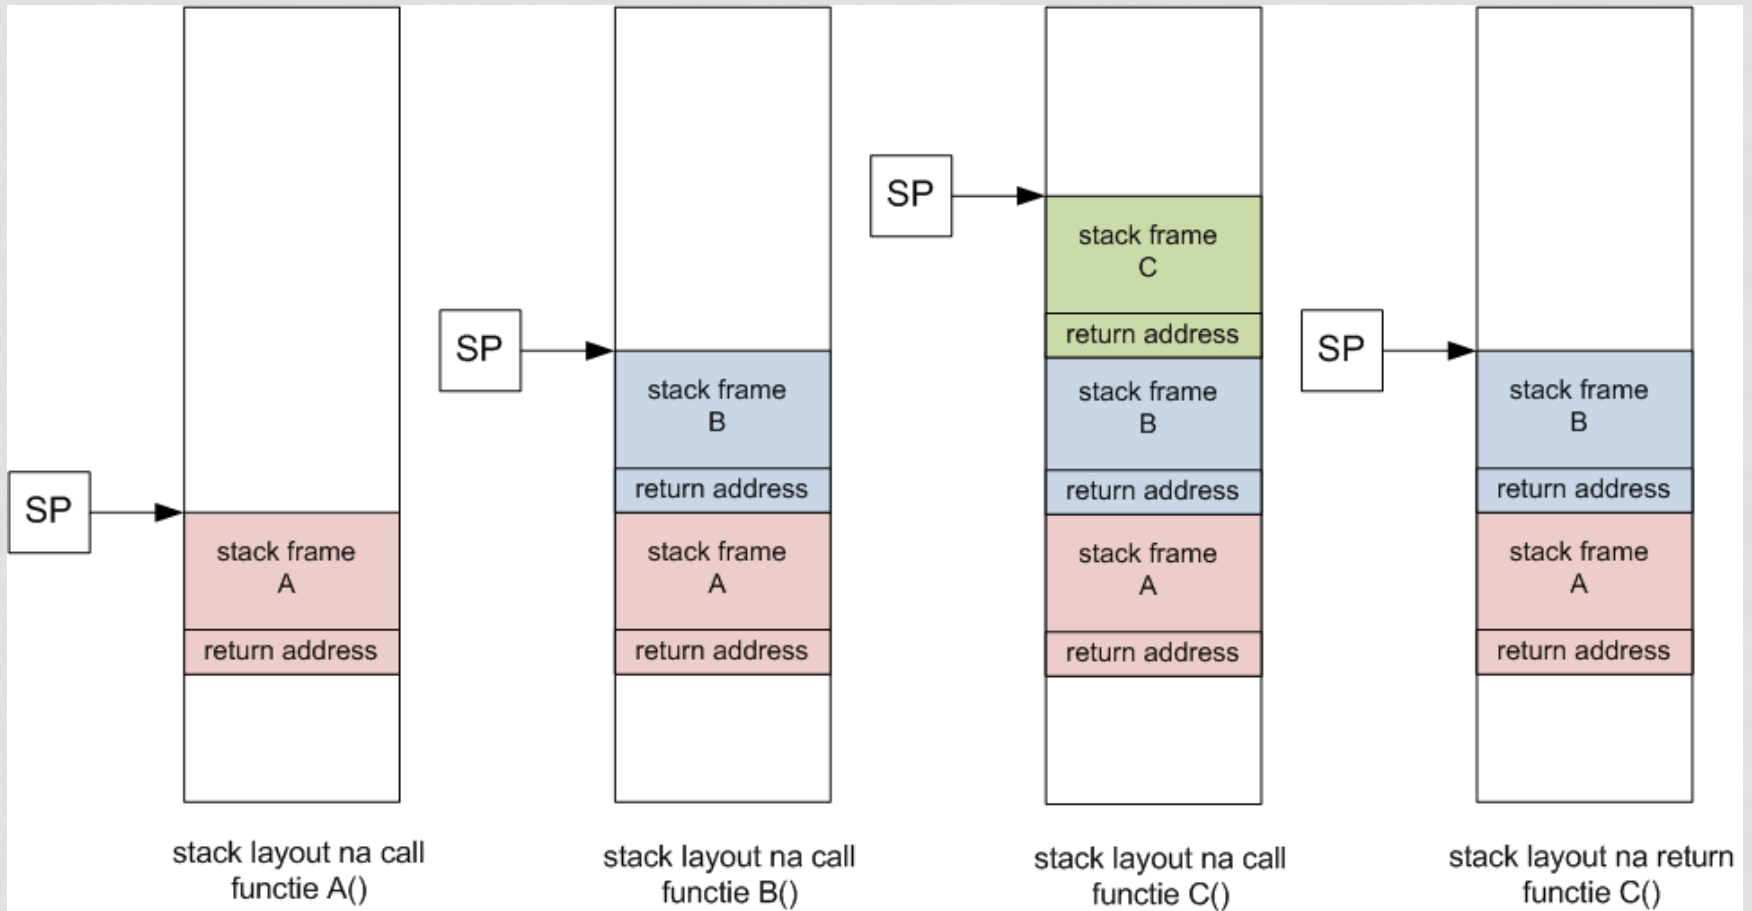 SP
stack frame
A
return address
stack layout na call
functie A()
SP
stack frame
B
return address
stack frame
A
return address
stack layout na call
functie B()
SP
stack frame
C
return address
stack frame
B
return address
stack frame
A
return address
stack layout na call
functie C()
SP
stack frame
B
return address
stack frame
A
return address
stack layout na return
functie C()